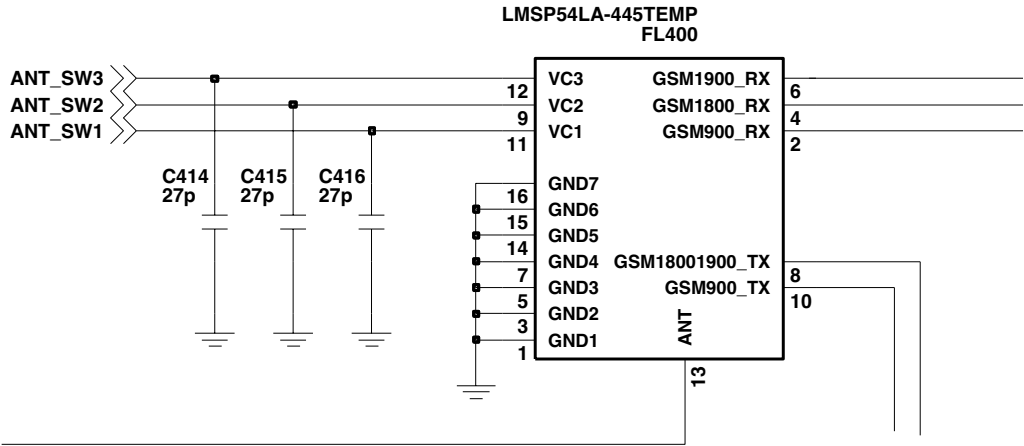 LMSP54LA-445TEMP
FL400
ANT_SW3
ANT_SW2
ANT_SW1
VC3
VC2
VC1
12
9
11
GSM1900_RX
GSM1800_RX
GSM900_RX
6
4
2
C414
27p
C415
27p
C416
27p
GND7
GND6
GND5
GND4
GND3
GND2
GND1
16
15
14
7
5
3
1
GSM18001900_TX
GSM900_TX
8
10
ANT
13